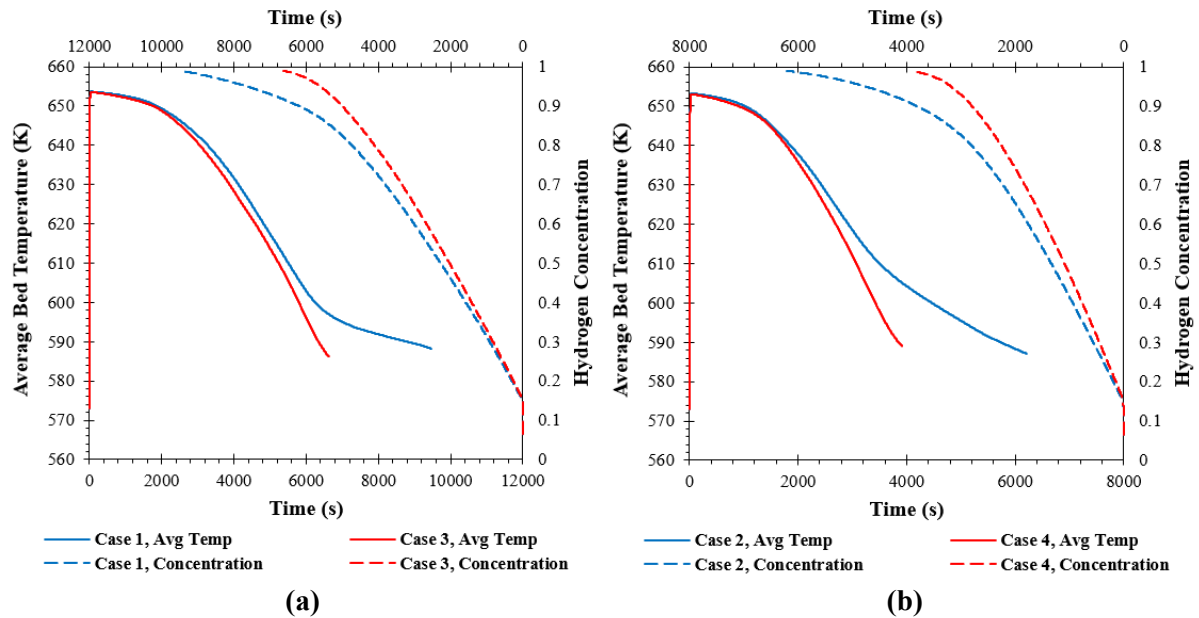 Time (s)
12000 10000 8000 6000 4000 2000 0
660 650 640 630 620 610 600 590 580 570 560
Average Bed Temperature (K)
1 0.9 0.8 0.7 0.6 0.5 0.4 0.3 0.2 0.1 0
Hydrogen Concentration
0 2000 4000 6000 8000 10000 12000
Time (s)
Case 1, Avg Temp
Case 3, Avg Temp
Case 1, Concentration
Case 3, Concentration
(a)
Time (s)
8000 6000 4000 2000 0
660 650 640 630 620 610 600 590 580 570 560
Average Bed Temperature (K)
1 0.9 0.8 0.7 0.6 0.5 0.4 0.3 0.2 0.1 0
Hydrogen Concentration
0 2000 4000 6000 8000
Time (s)
Case 2, Avg Temp
Case 4, Avg Temp
Case 2, Concentration
Case 4, Concentration
(b)